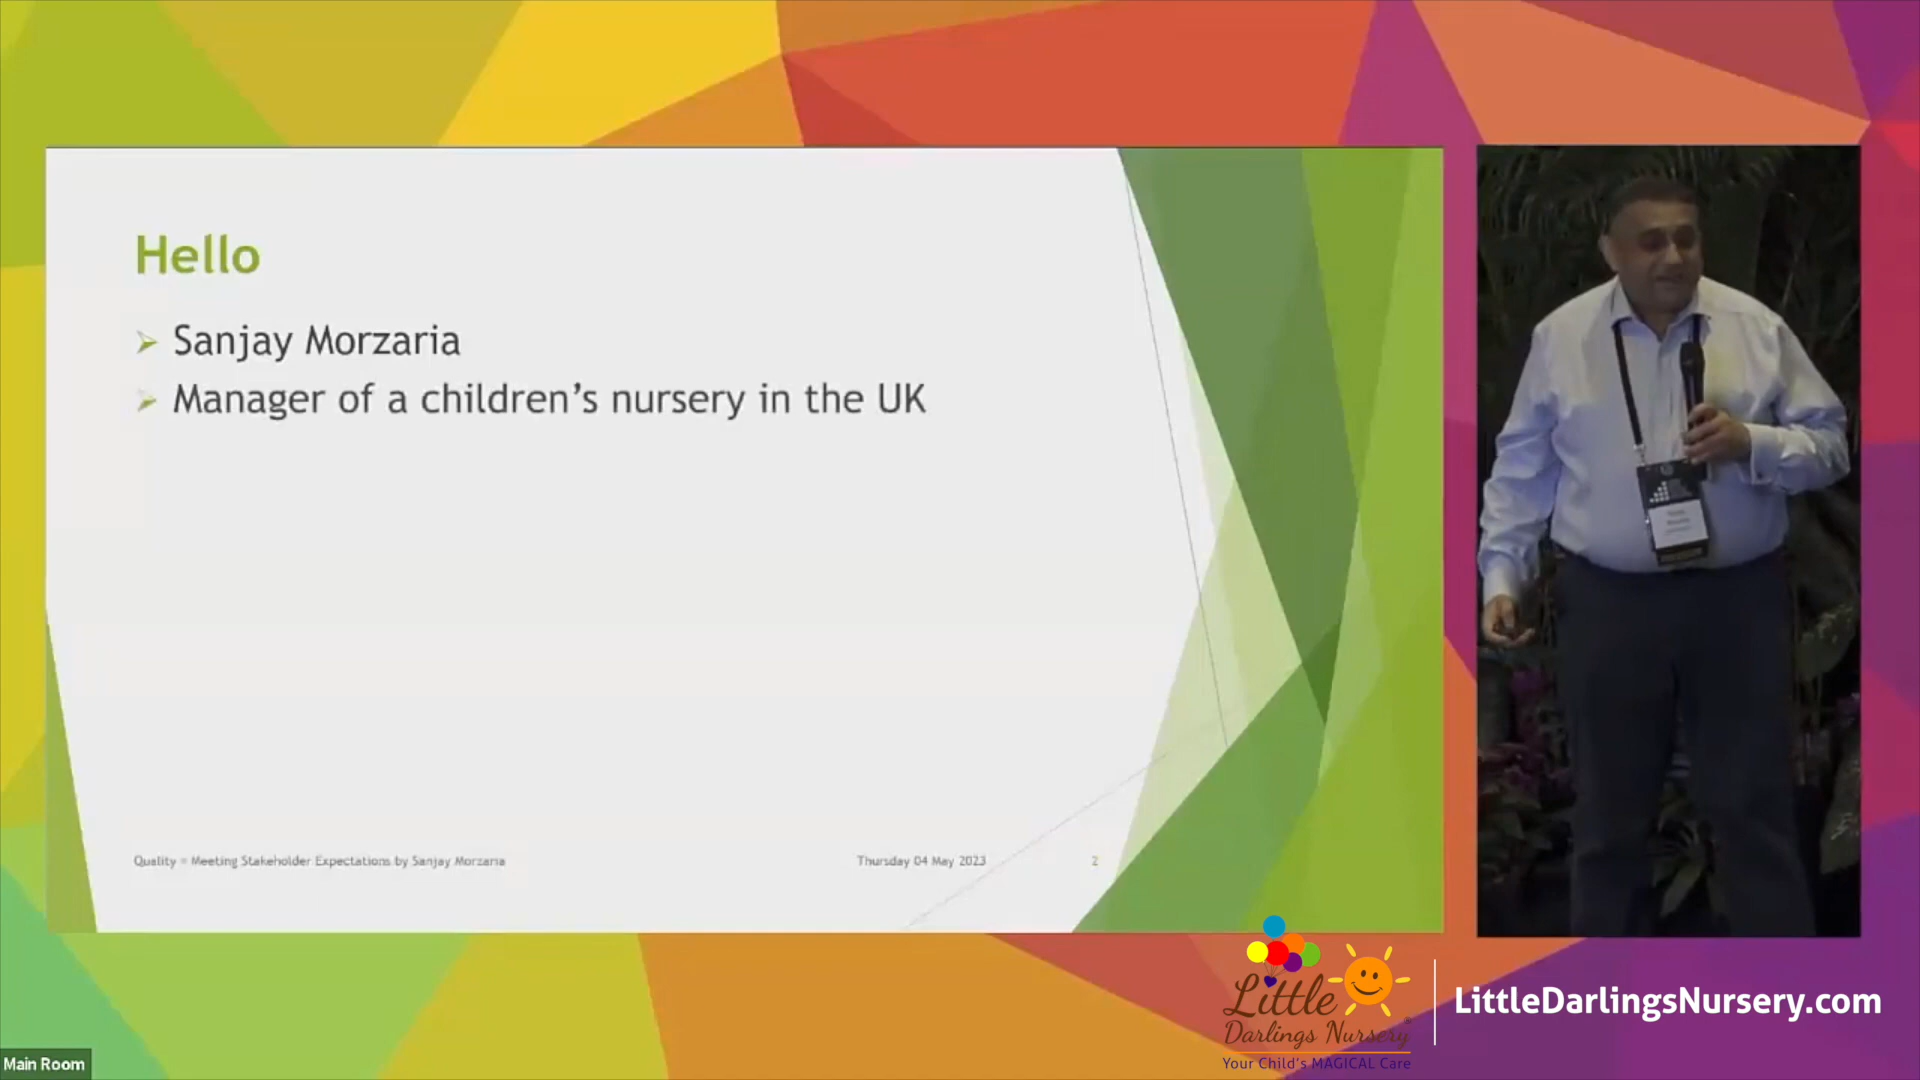 Hello
Sanjay Morzaria
Manager of a children's nursery in the UK
Quality = Meeting Stakeholder Expectations by Sanjay Morzaria
Thursday 04 May 2023
2
Little
Darlings Nursery®
Your Child's MAGICAL Care
LittleDarlingsNursery.com
Main Room